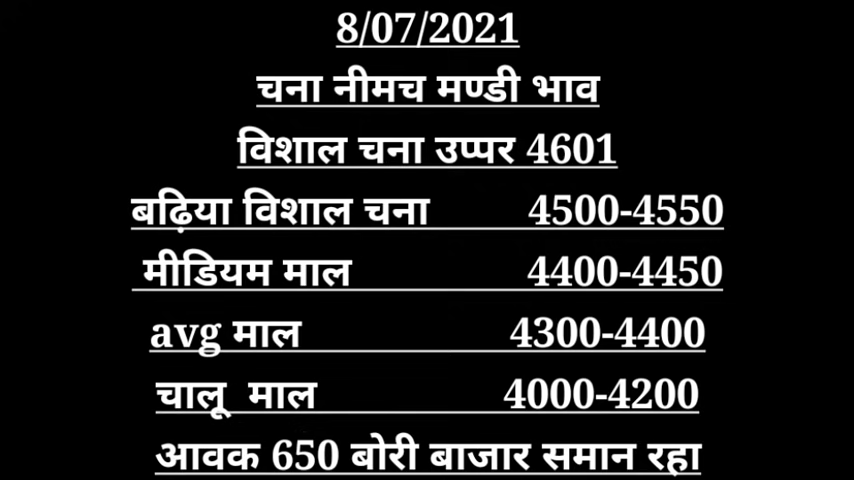 8/07/2021
चना नीमच मण्डी भाव
विशाल चना उप्पर 4601
बढ़िया विशाल चना 4500-4550
मीडियम माल 4400-4450
avg माल 4300-4400
चालू माल 4000-4200
आवक 650 बोरी बाजार समान रहा